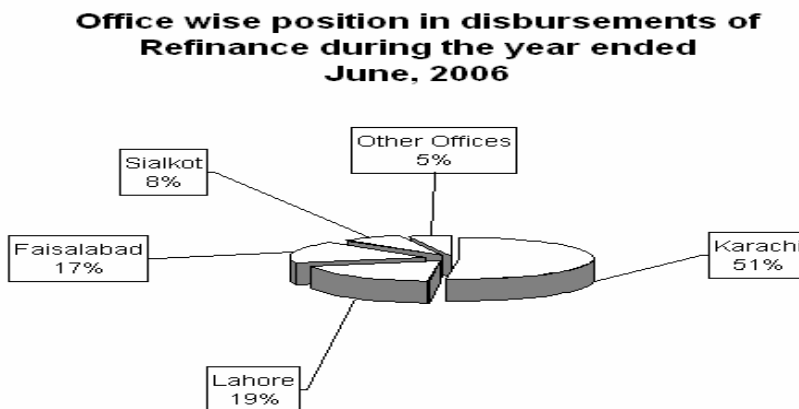 Office wise position in disbursements of
Refinance during the year ended
June, 2006
Other Offices
5%
Sialkot
8%
Faisalabad
17%
Karachi
51%
Lahore
19%